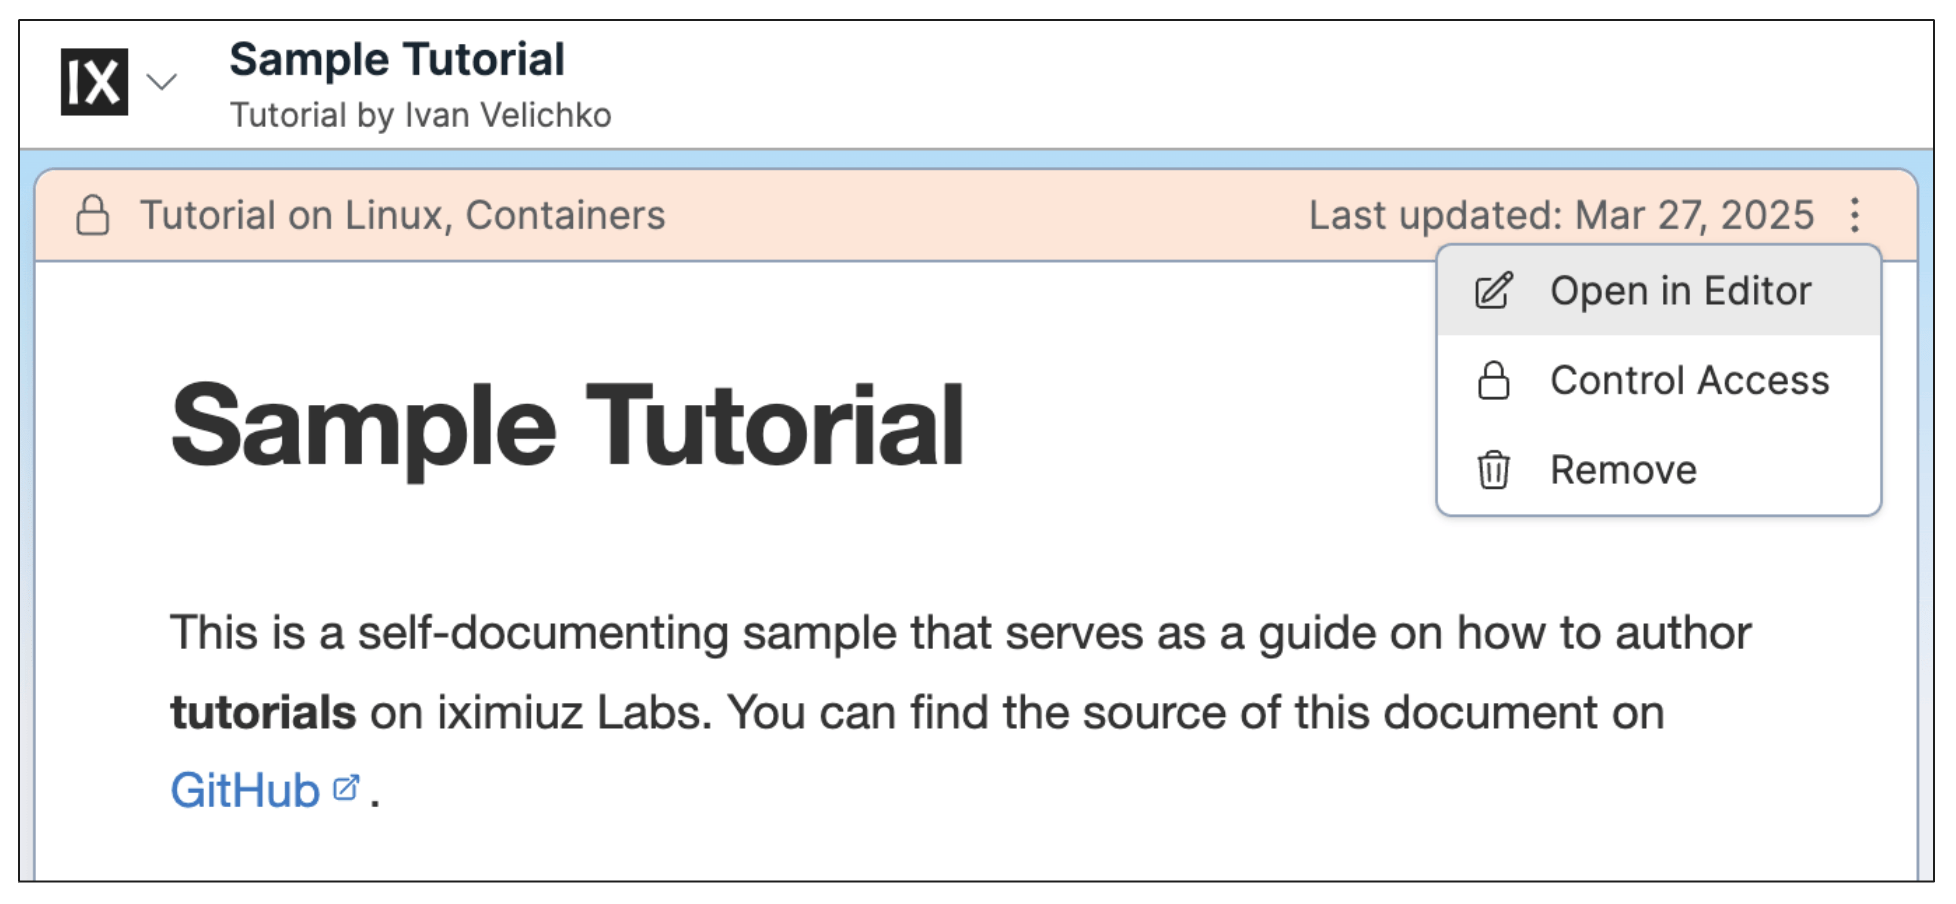 IX
Sample Tutorial
Tutorial by Ivan Velichko
Tutorial on Linux, Containers
Last updated: Mar 27, 2025
Open in Editor
Control Access
Remove
Sample Tutorial
This is a self-documenting sample that serves as a guide on how to author
tutorials on iximiuz Labs. You can find the source of this document on
GitHub .